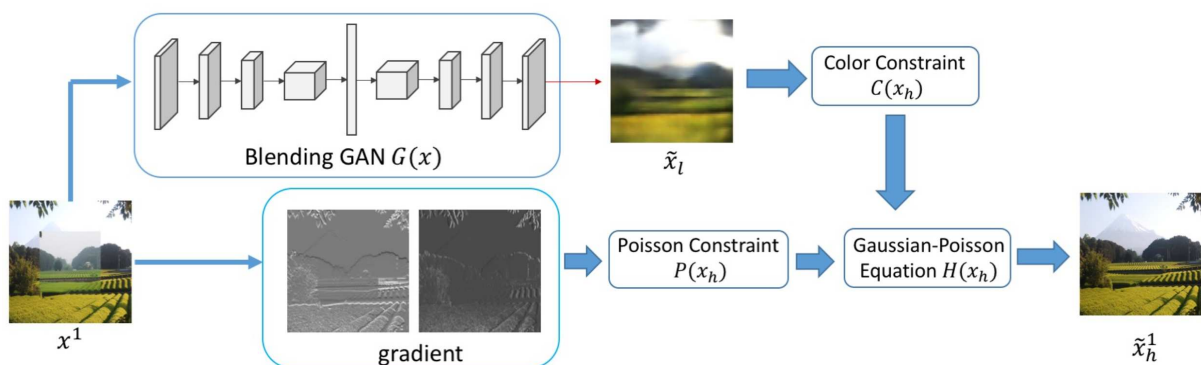 Blending GAN G(x)
x̃_l
Color Constraint
C(x_h)
x^1
gradient
Poisson Constraint
P(x_h)
Gaussian-Poisson
Equation H(x_h)
x̃_h^1